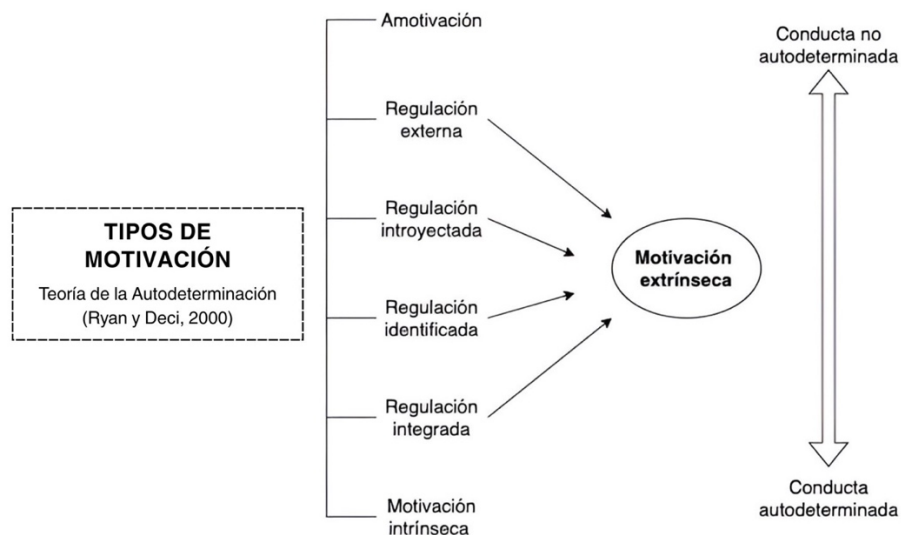 TIPOS DE
MOTIVACIÓN
Teoría de la Autodeterminación
(Ryan y Deci, 2000)
Amotivación
Regulación
externa
Regulación
introyectada
Regulación
identificada
Regulación
integrada
Motivación
intrínseca
Motivación
extrínseca
Conducta no
autodeterminada
Conducta
autodeterminada